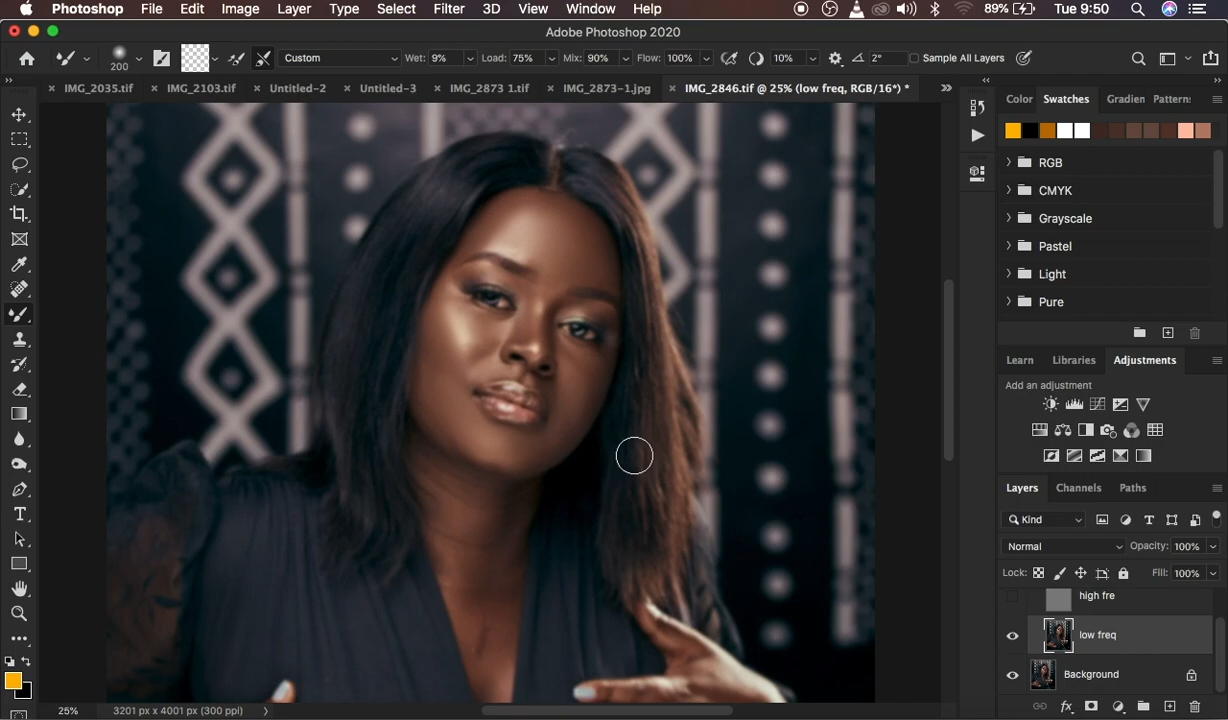 Photoshop File Edit Image Layer Type Select Filter 3D View Window Help 89% Tue 9:50
Adobe Photoshop 2020
200 Custom Wet: 9% Load: 75% Mix: 90% Flow: 100% 10% 2° Sample All Layers
IMG_2035.tif IMG_2103.tif Untitled-2 Untitled-3 IMG_2873 1.tif IMG_2873-1.jpg IMG_2846.tif @ 25% (low freq, RGB/16*) *
Color Swatches Gradien Pattern:
RGB
CMYK
Grayscale
Pastel
Light
Pure
Learn Libraries Adjustments
Add an adjustment
Layers Channels Paths
Kind
Normal Opacity: 100%
Lock: Fill: 100%
high fre
low freq
Background
25% 3201 px x 4001 px (300 ppi)